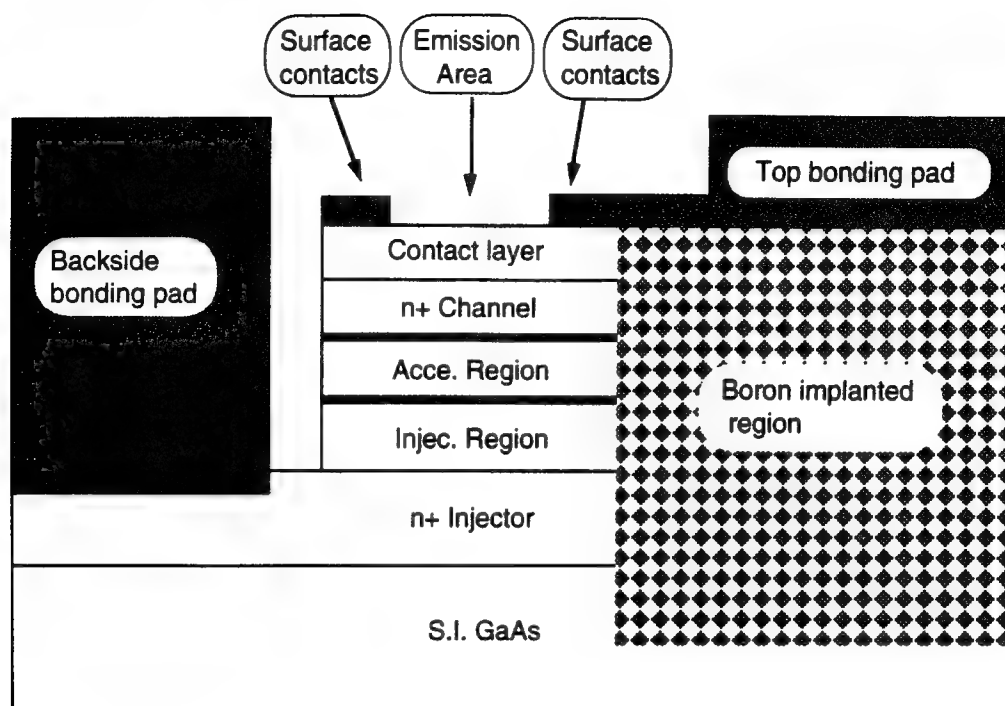 Surface
contacts
Emission
Area
Surface
contacts
Top bonding pad
Backside
bonding pad
Contact layer
n+ Channel
Acce. Region
Injec. Region
Boron implanted
region
n+ Injector
S.I. GaAs